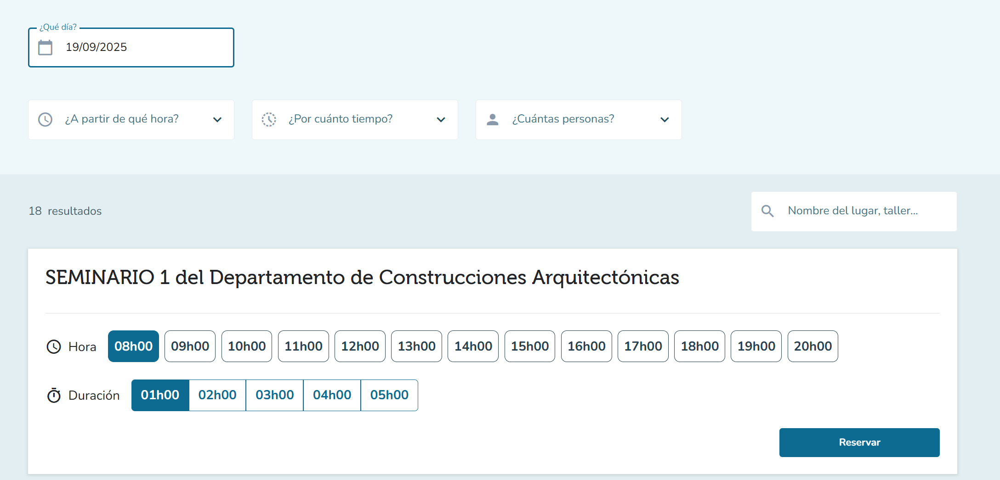 ¿Qué día?
19/09/2025
¿A partir de qué hora? ¿Por cuánto tiempo? ¿Cuántas personas?
18 resultados
Nombre del lugar, taller...
SEMINARIO 1 del Departamento de Construcciones Arquitectónicas
Hora 08h00 09h00 10h00 11h00 12h00 13h00 14h00 15h00 16h00 17h00 18h00 19h00 20h00
Duración 01h00 02h00 03h00 04h00 05h00
Reservar